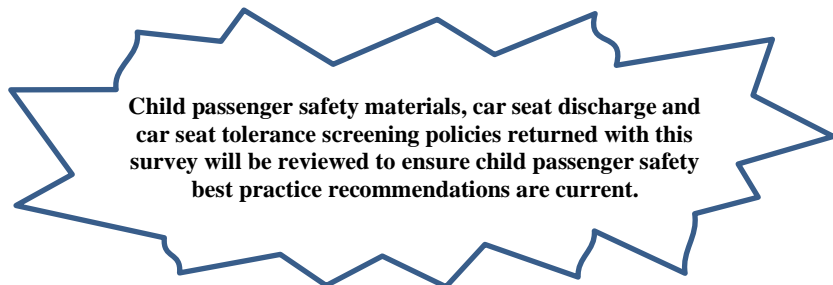 Child passenger safety materials, car seat discharge and
car seat tolerance screening policies returned with this
survey will be reviewed to ensure child passenger safety
best practice recommendations are current.